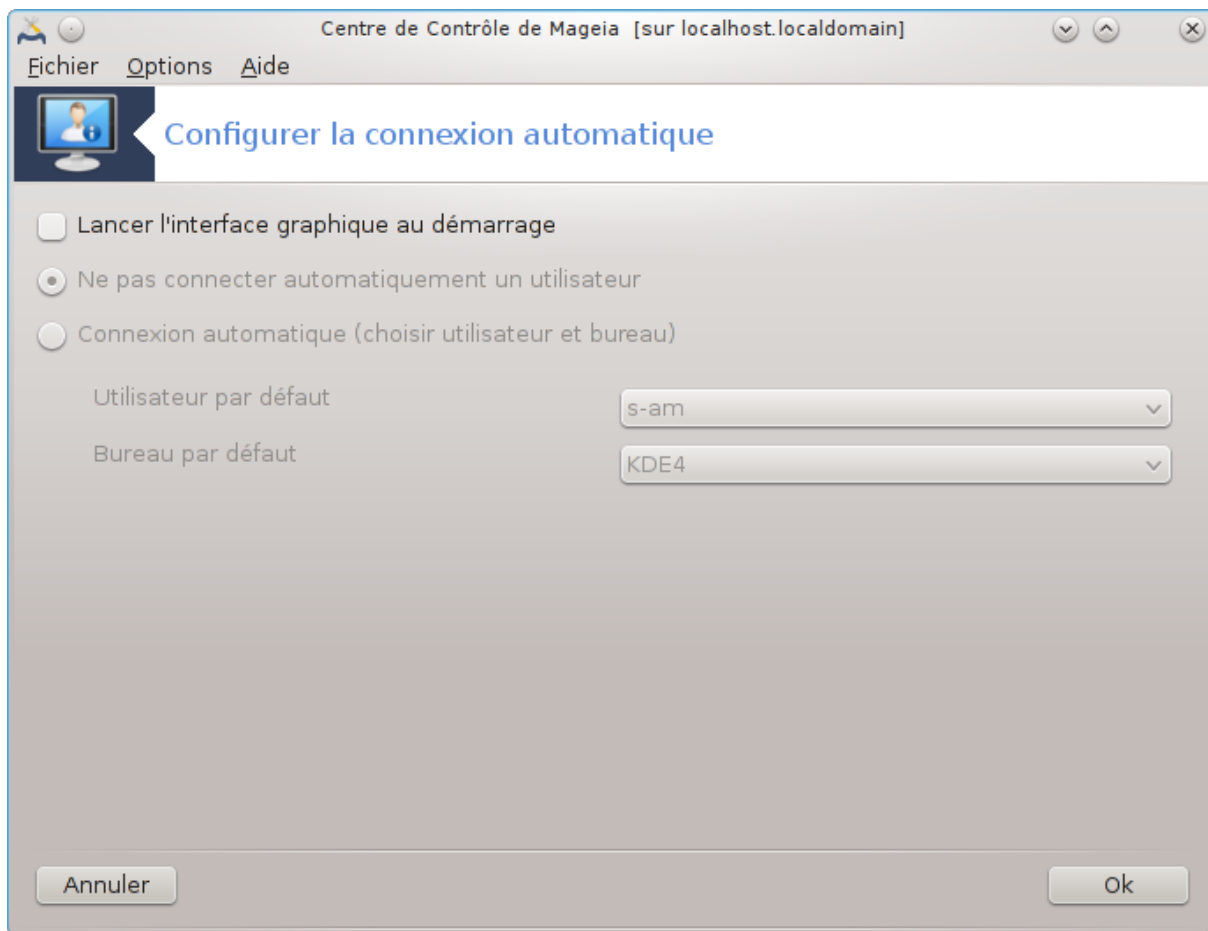 Centre de Contrôle de Mageia [sur localhost.localdomain]
Fichier Options Aide
Configurer la connexion automatique
Lancer l'interface graphique au démarrage
Ne pas connecter automatiquement un utilisateur
Connexion automatique (choisir utilisateur et bureau)
Utilisateur par défaut s-am
Bureau par défaut KDE4
Annuler Ok